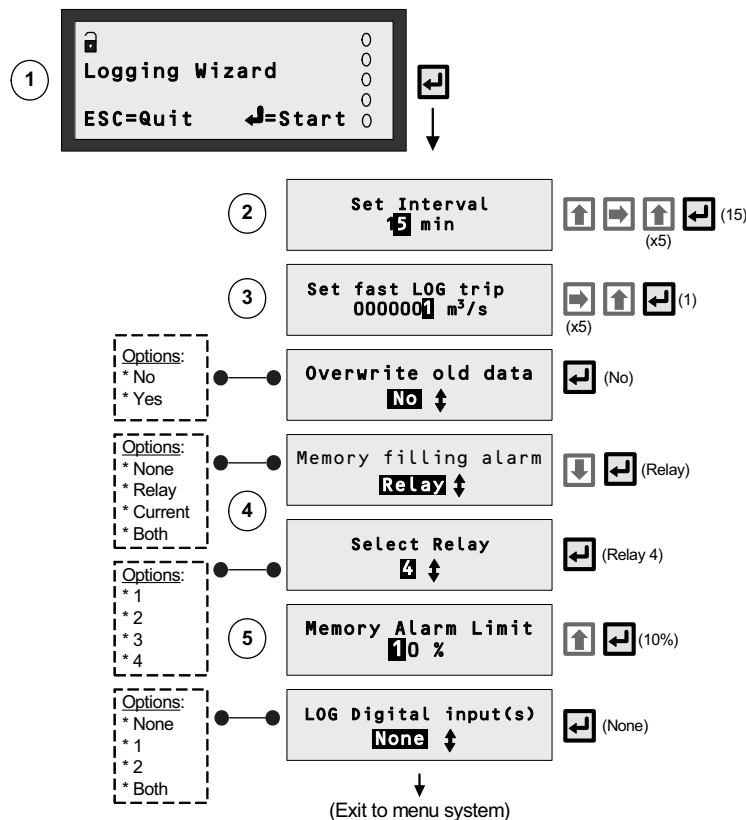 1
Logging Wizard
ESC=Quit ↵=Start
2
Set Interval
15 min
(15)
(x5)
3
Set fast LOG trip
0000001 m³/s
(1)
(x5)
Options:
* No
* Yes
Overwrite old data
No
(No)
Options:
* None
* Relay
* Current
* Both
Memory filling alarm
Relay
(Relay)
4
Select Relay
4
(Relay 4)
Options:
* 1
* 2
* 3
* 4
5
Memory Alarm Limit
10 %
(10%)
Options:
* None
* 1
* 2
* Both
LOG Digital input(s)
None
(None)
(Exit to menu system)